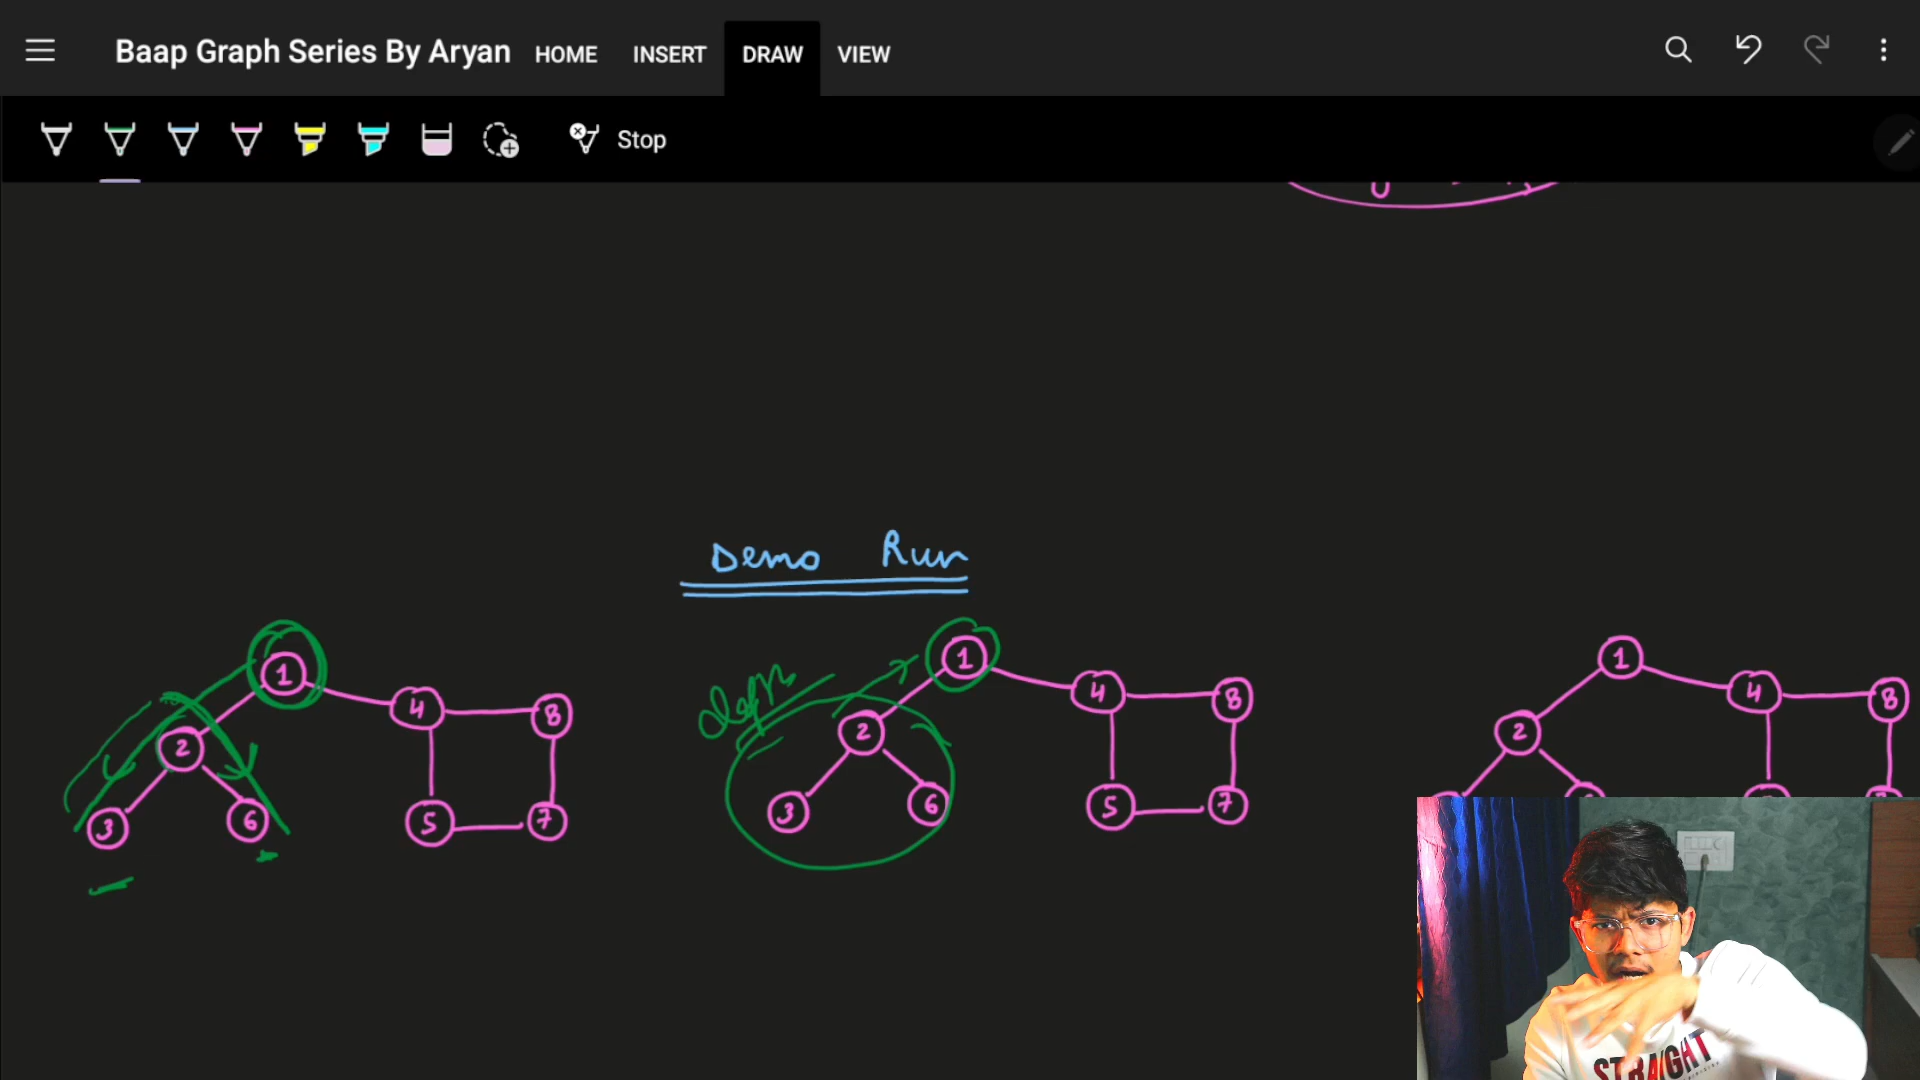 Baap Graph Series By Aryan HOME INSERT DRAW VIEW
Stop
Demo Run
1 4 8 2 3 6 5 7
1 4 8 2 3 6 5 7
1 4 8 2
STRAIGHT